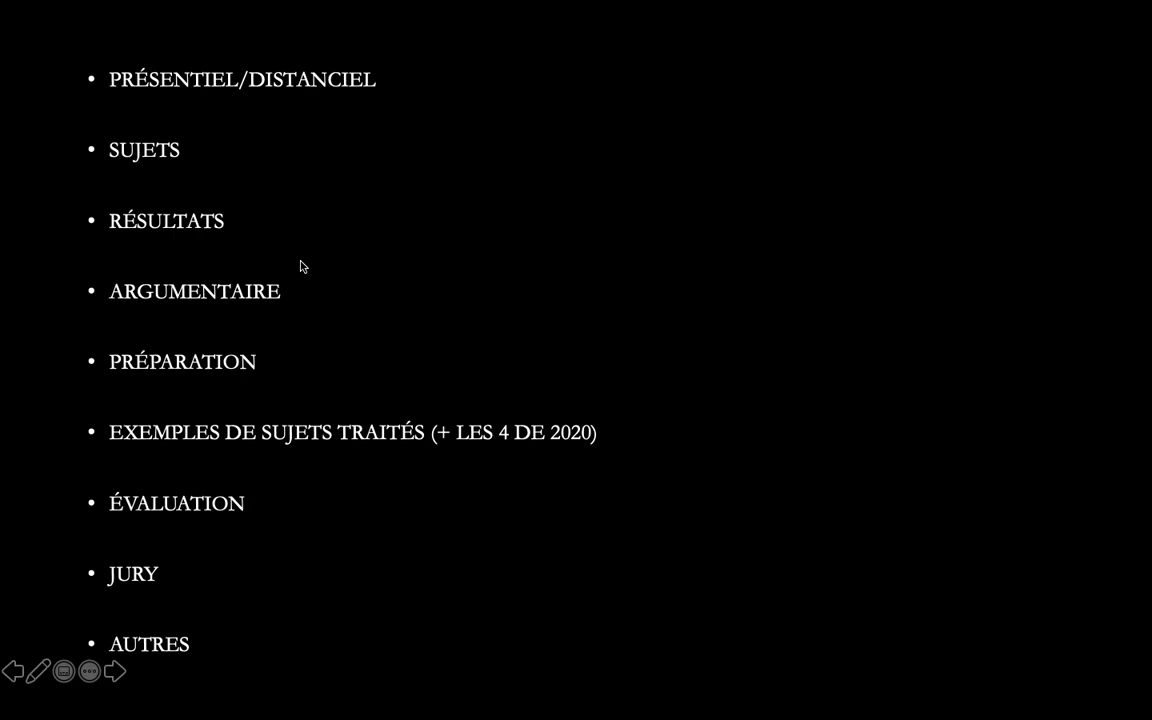 • PRÉSENTIEL/DISTANCIEL
• SUJETS
• RÉSULTATS
• ARGUMENTAIRE
• PRÉPARATION
• EXEMPLES DE SUJETS TRAITÉS (+ LES 4 DE 2020)
• ÉVALUATION
• JURY
• AUTRES